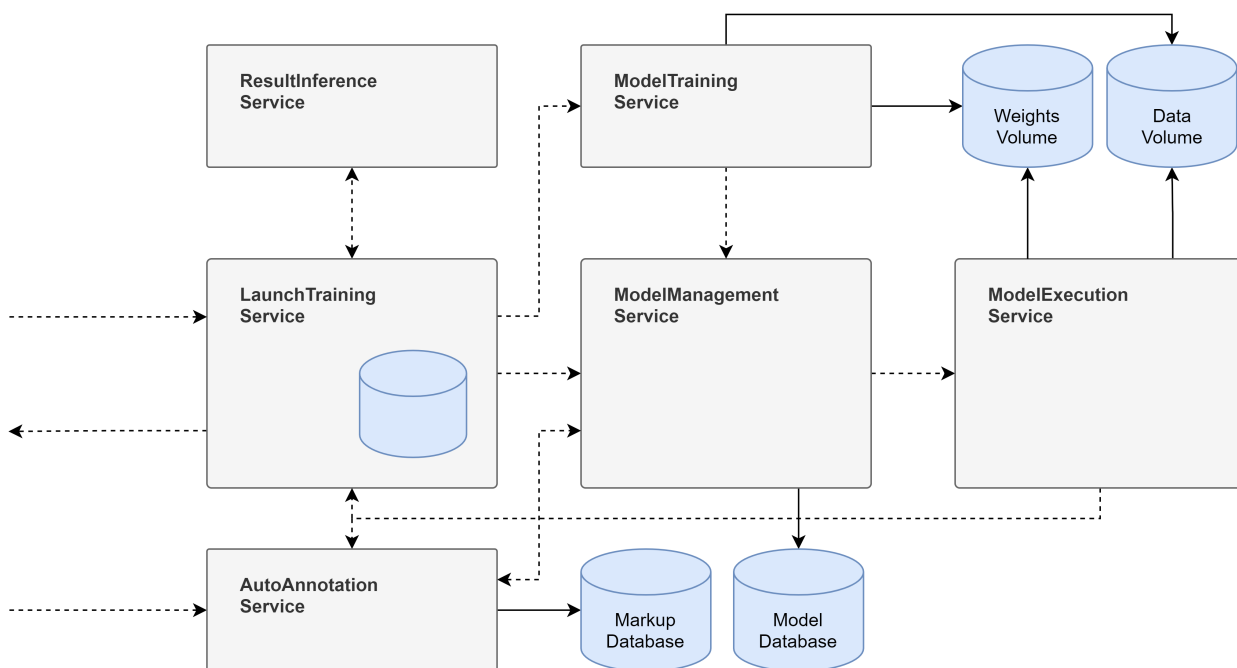 ResultInference
Service
ModelTraining
Service
Weights
Volume
Data
Volume
LaunchTraining
Service
ModelManagement
Service
ModelExecution
Service
AutoAnnotation
Service
Markup
Database
Model
Database